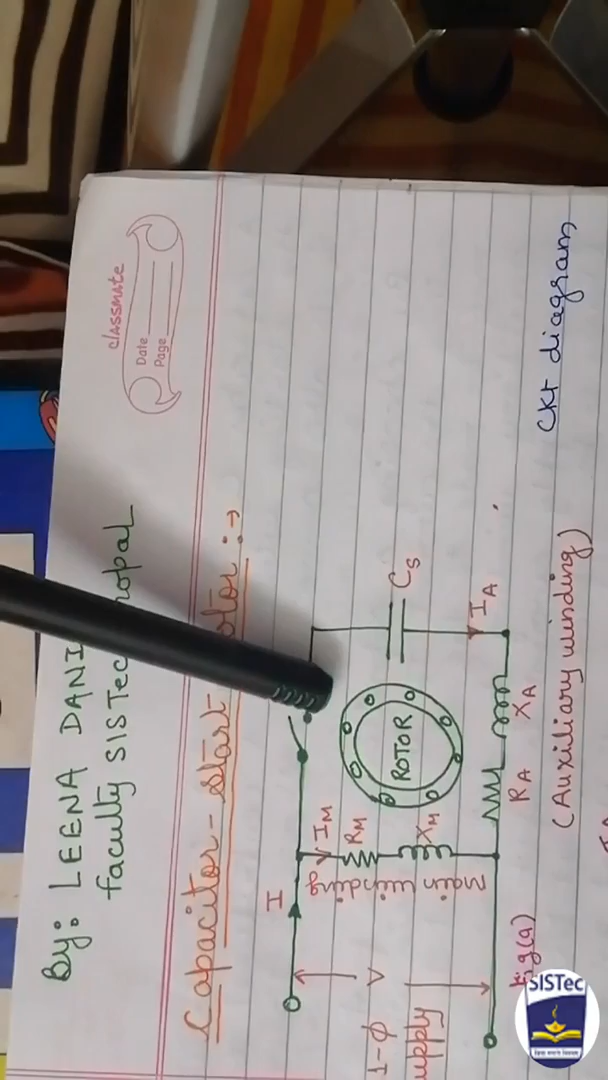 classmate
Date
Page
By: LEENA DANI
faculty SISTec
Capacitor-start
I
IM
RM
XM
Main
winding
ROTOR
CS
IA
1-ϕ V
supply
RA XA
(Auxiliary winding)
Fig(a)
Ckt diagram
SISTec